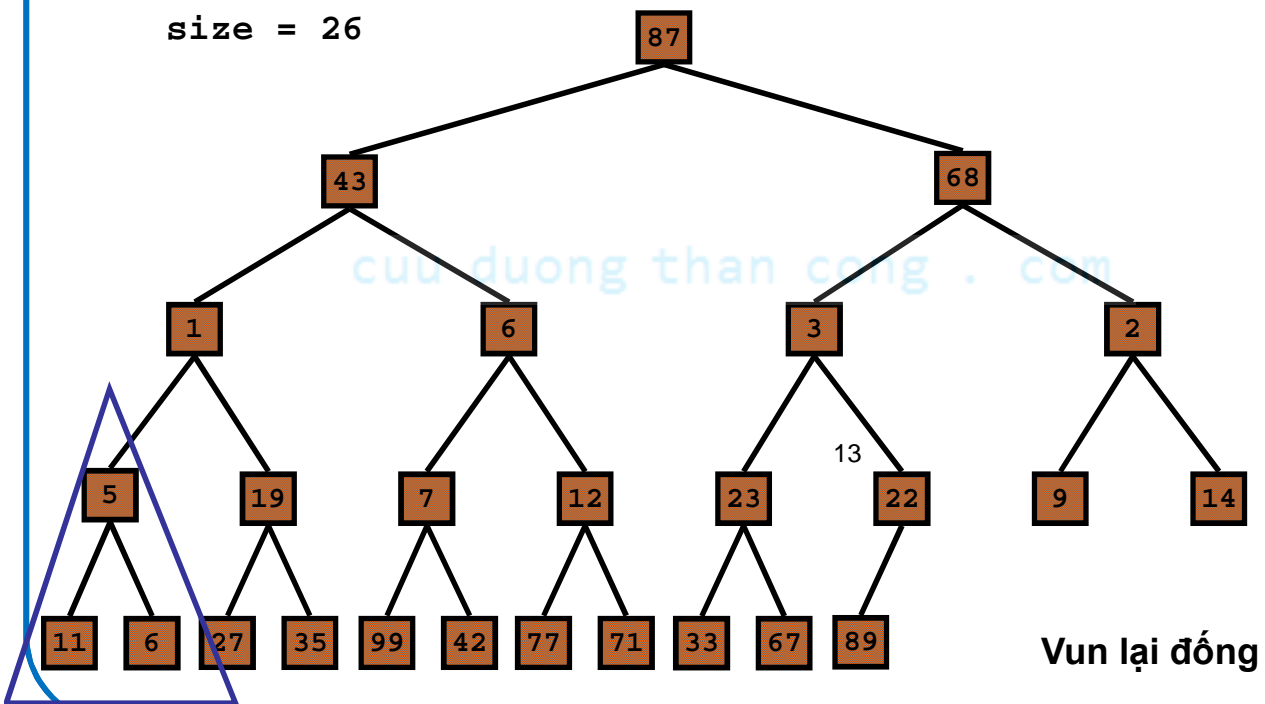 size = 26
87
43 68
cuu duong than cong . com
1 6 3 2
13
5 19 7 12 23 22 9 14
11 6 27 35 99 42 77 71 33 67 89
Vun lại đống